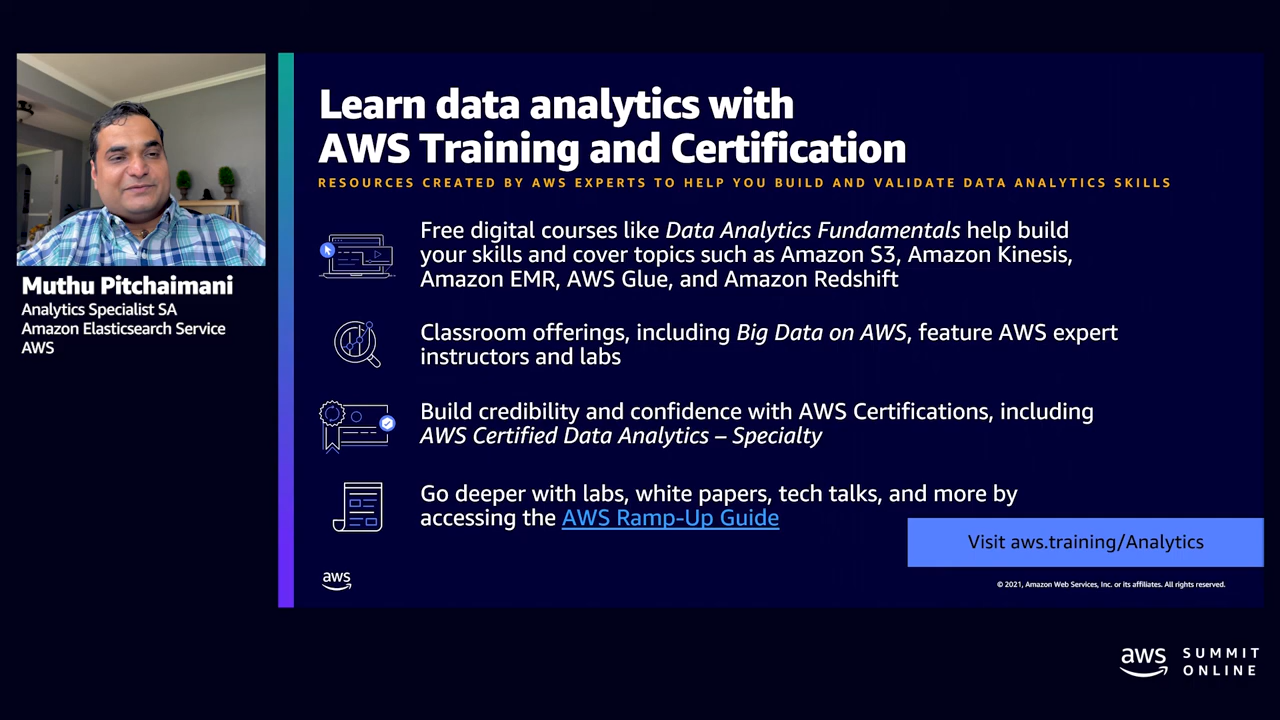 Muthu Pitchaimani
Analytics Specialist SA
Amazon Elasticsearch Service
AWS
Learn data analytics with
AWS Training and Certification
RESOURCES CREATED BY AWS EXPERTS TO HELP YOU BUILD AND VALIDATE DATA ANALYTICS SKILLS
Free digital courses like Data Analytics Fundamentals help build
your skills and cover topics such as Amazon S3, Amazon Kinesis,
Amazon EMR, AWS Glue, and Amazon Redshift
Classroom offerings, including Big Data on AWS, feature AWS expert
instructors and labs
Build credibility and confidence with AWS Certifications, including
AWS Certified Data Analytics – Specialty
Go deeper with labs, white papers, tech talks, and more by
accessing the AWS Ramp-Up Guide
Visit aws.training/Analytics
aws
© 2021, Amazon Web Services, Inc. or its affiliates. All rights reserved.
aws SUMMIT
ONLINE